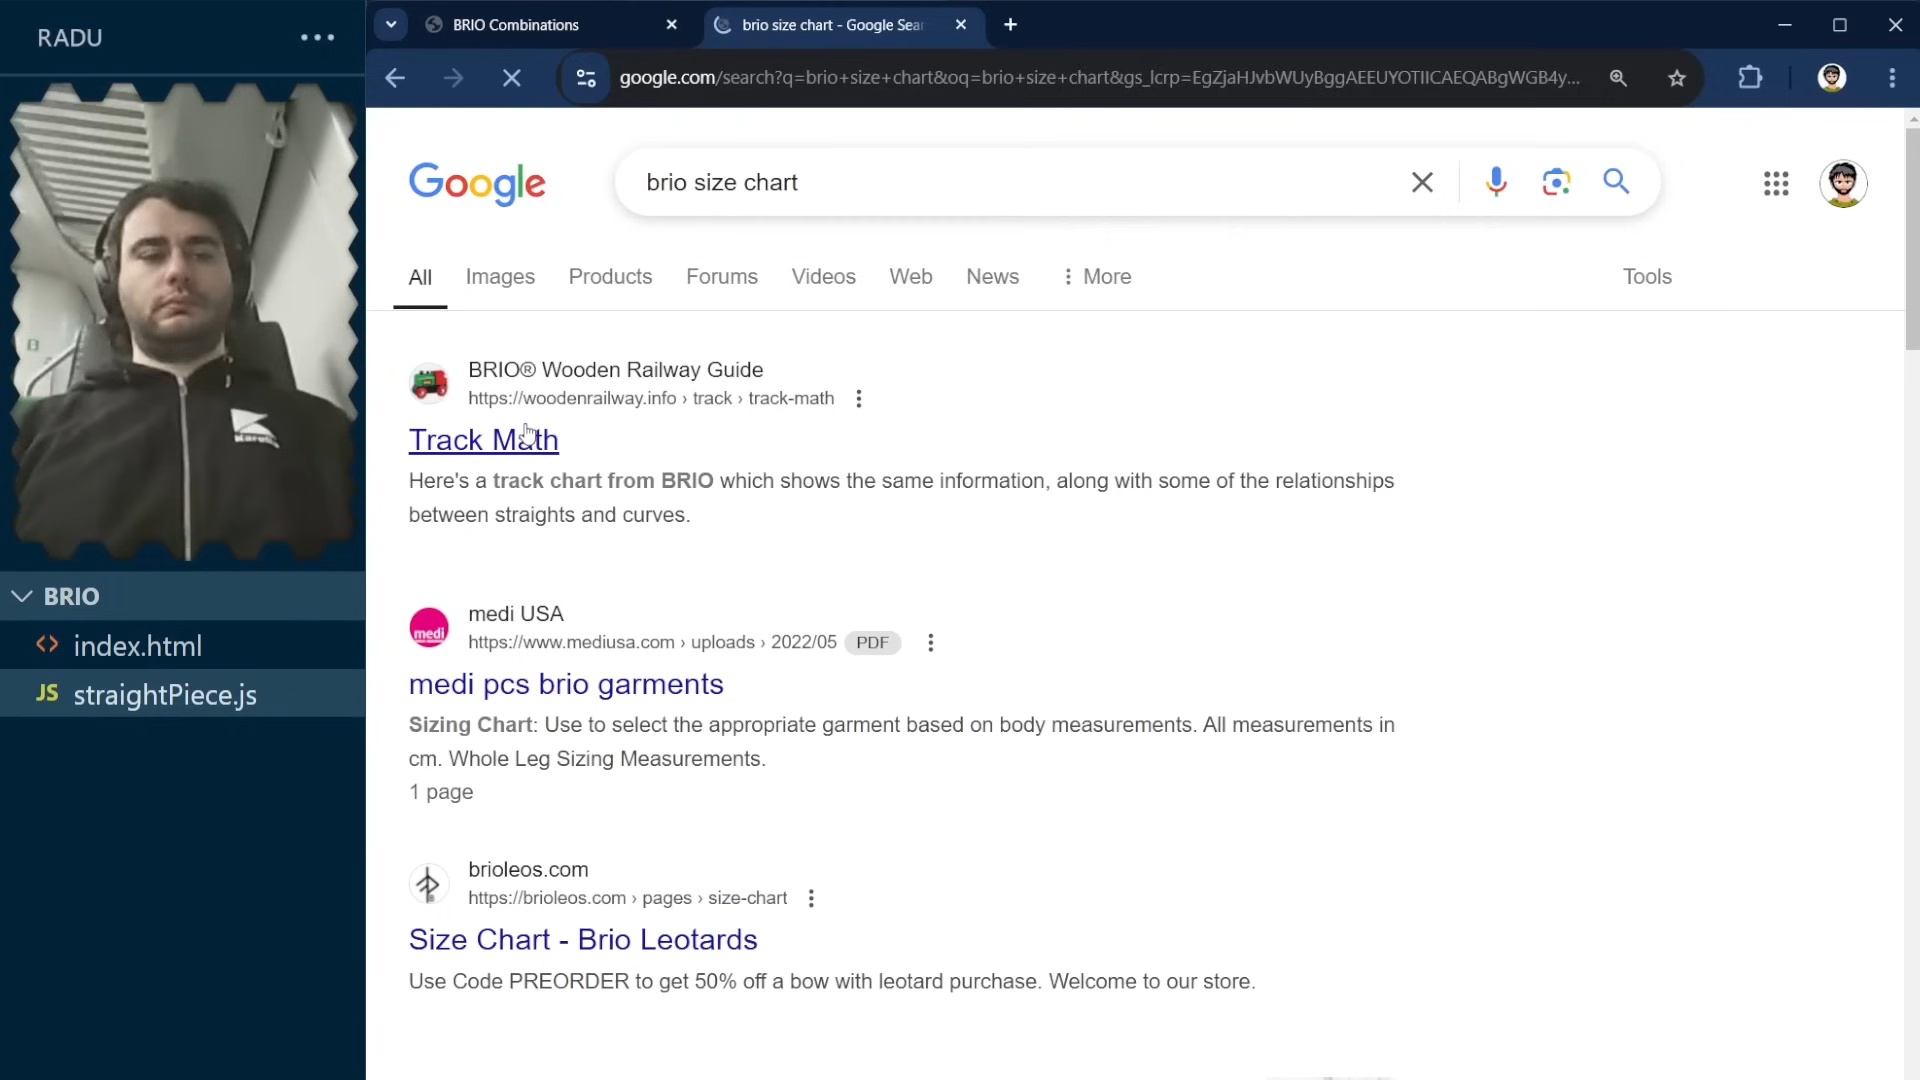 RADU
BRIO Combinations
brio size chart - Google Sea
google.com/search?q=brio+size+chart&oq=brio+size+chart&gs_lcrp=EgZjaHJvbWUyBggAEEUYOTIICAEQABgWGB4y...
Google
brio size chart
All
Images
Products
Forums
Videos
Web
News
More
Tools
BRIO® Wooden Railway Guide
https://woodenrailway.info › track › track-math
Track Math
Here's a track chart from BRIO which shows the same information, along with some of the relationships
between straights and curves.
BRIO
index.html
JS straightPiece.js
medi
medi USA
https://www.mediusa.com › uploads › 2022/05
PDF
medi pcs brio garments
Sizing Chart: Use to select the appropriate garment based on body measurements. All measurements in
cm. Whole Leg Sizing Measurements.
1 page
brioleos.com
https://brioleos.com › pages › size-chart
Size Chart - Brio Leotards
Use Code PREORDER to get 50% off a bow with leotard purchase. Welcome to our store.